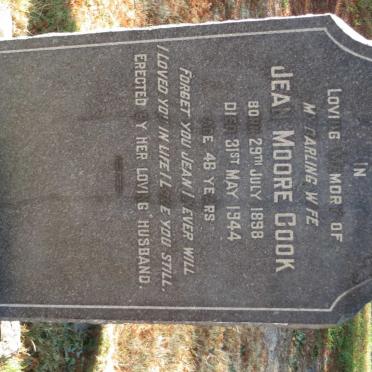 IN
LOVING MEMORY OF
MY DARLING WIFE
JEAN MOORE COOK
BORN 29TH JULY 1898
DIED 31ST MAY 1944
AGE 46 YEARS
FORGET YOU JEAN I EVER WILL
I LOVED YOU IN LIFE I LOVE YOU STILL.
ERECTED BY HER LOVING HUSBAND.